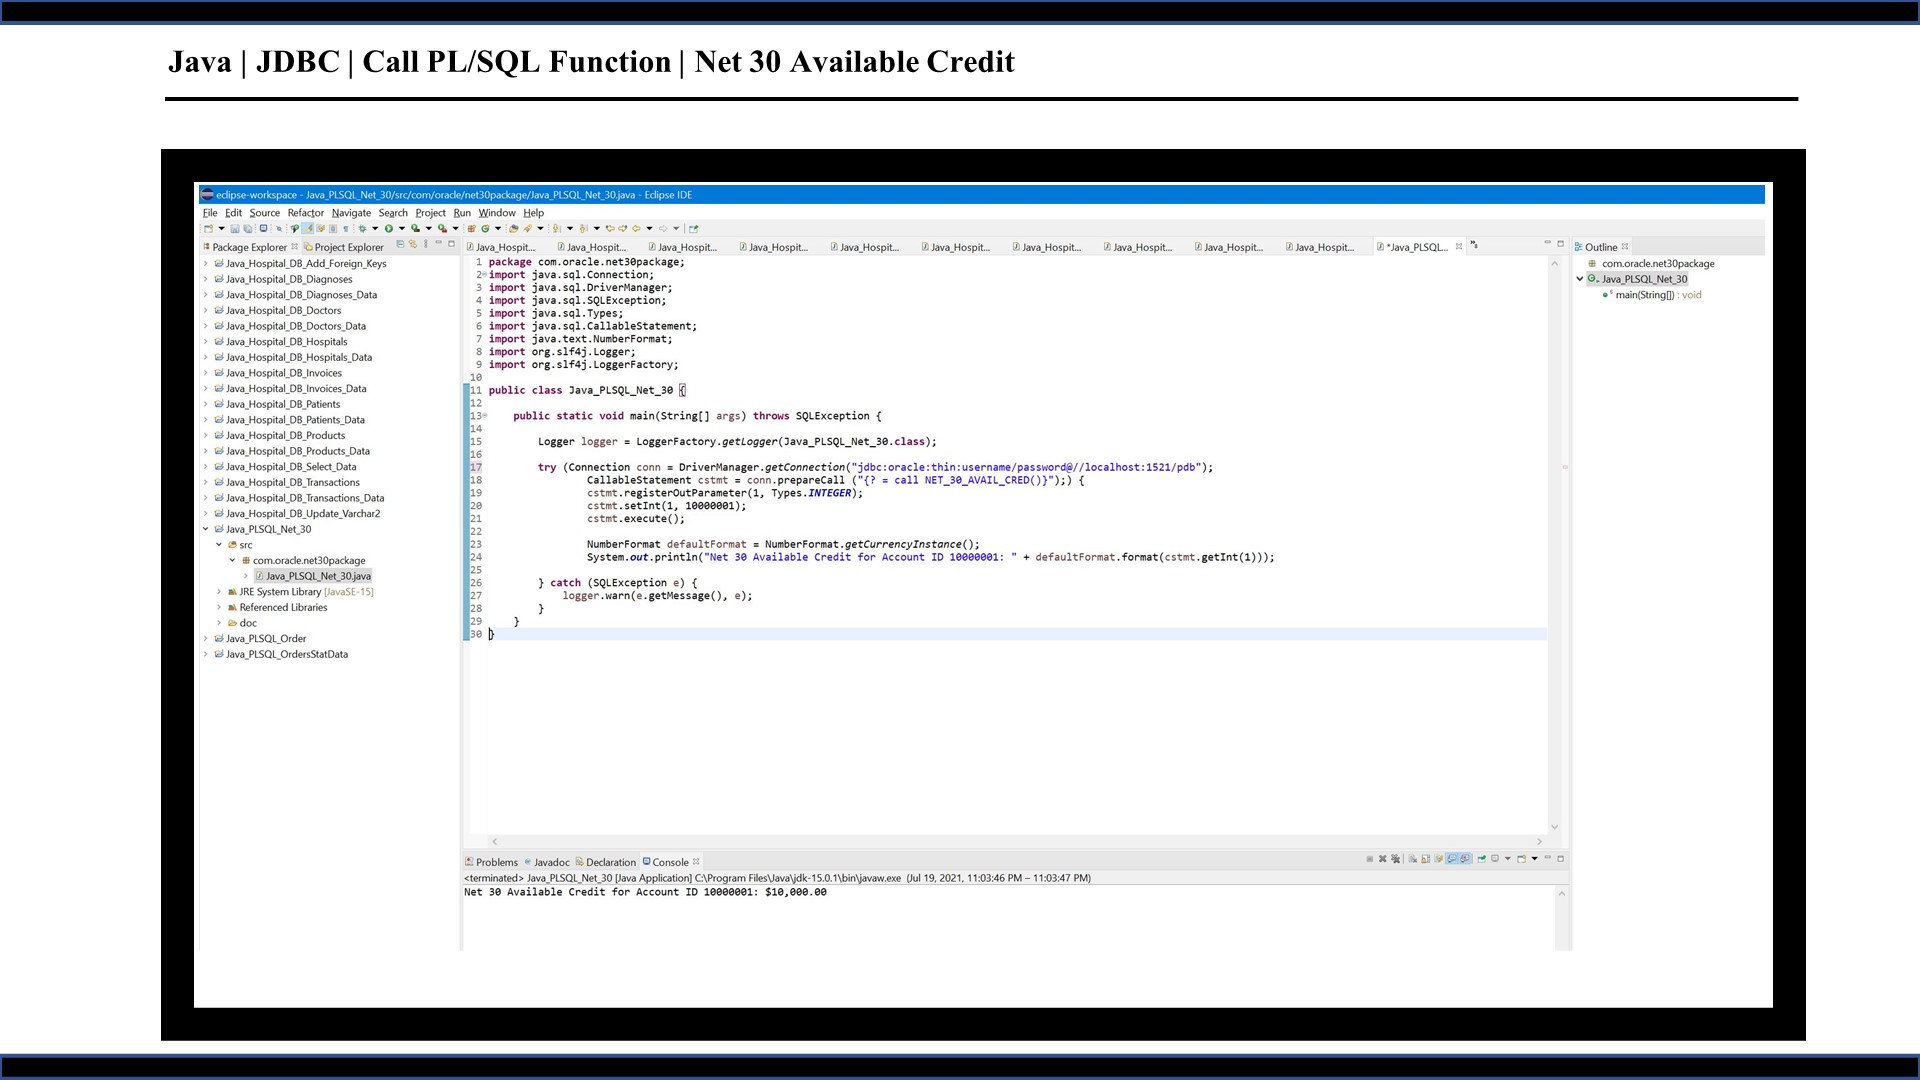 Java | JDBC | Call PL/SQL Function | Net 30 Available Credit
eclipse-workspace - Java_PLSQL_Net_30/src/com/oracle/net30package/Java_PLSQL_Net_30.java - Eclipse IDE
File Edit Source Refactor Navigate Search Project Run Window Help
Package Explorer Project Explorer
Java_Hospit... Java_Hospit... Java_Hospit... Java_Hospit... Java_Hospit... Java_Hospit... Java_Hospit... Java_Hospit... Java_Hospit... Java_Hospit... *Java_PLSQL...
Outline
Java_Hospital_DB_Add_Foreign_Keys
Java_Hospital_DB_Diagnoses
Java_Hospital_DB_Diagnoses_Data
Java_Hospital_DB_Doctors
Java_Hospital_DB_Doctors_Data
Java_Hospital_DB_Hospitals
Java_Hospital_DB_Hospitals_Data
Java_Hospital_DB_Invoices
Java_Hospital_DB_Invoices_Data
Java_Hospital_DB_Patients
Java_Hospital_DB_Patients_Data
Java_Hospital_DB_Products
Java_Hospital_DB_Products_Data
Java_Hospital_DB_Select_Data
Java_Hospital_DB_Transactions
Java_Hospital_DB_Transactions_Data
Java_Hospital_DB_Update_Varchar2
Java_PLSQL_Net_30
src
com.oracle.net30package
Java_PLSQL_Net_30.java
JRE System Library [JavaSE-15]
Referenced Libraries
doc
Java_PLSQL_Order
Java_PLSQL_OrdersStatData
1 package com.oracle.net30package;
2 import java.sql.Connection;
3 import java.sql.DriverManager;
4 import java.sql.SQLException;
5 import java.sql.Types;
6 import java.sql.CallableStatement;
7 import java.text.NumberFormat;
8 import org.slf4j.Logger;
9 import org.slf4j.LoggerFactory;
10
11 public class Java_PLSQL_Net_30 {
12
13 public static void main(String[] args) throws SQLException {
14
15 Logger logger = LoggerFactory.getLogger(Java_PLSQL_Net_30.class);
16
17 try (Connection conn = DriverManager.getConnection("jdbc:oracle:thin:username/password@//localhost:1521/pdb");
18 CallableStatement cstmt = conn.prepareCall ("{? = call NET_30_AVAIL_CRED()}");) {
19 cstmt.registerOutParameter(1, Types.INTEGER);
20 cstmt.setInt(1, 10000001);
21 cstmt.execute();
22
23 NumberFormat defaultFormat = NumberFormat.getCurrencyInstance();
24 System.out.println("Net 30 Available Credit for Account ID 10000001: " + defaultFormat.format(cstmt.getInt(1)));
25
26 } catch (SQLException e) {
27 logger.warn(e.getMessage(), e);
28 }
29 }
30 }
com.oracle.net30package
Java_PLSQL_Net_30
main(String[]) : void
Problems Javadoc Declaration Console
<terminated> Java_PLSQL_Net_30 [Java Application] C:\Program Files\Java\jdk-15.0.1\bin\javaw.exe (Jul 19, 2021, 11:03:46 PM – 11:03:47 PM)
Net 30 Available Credit for Account ID 10000001: $10,000.00